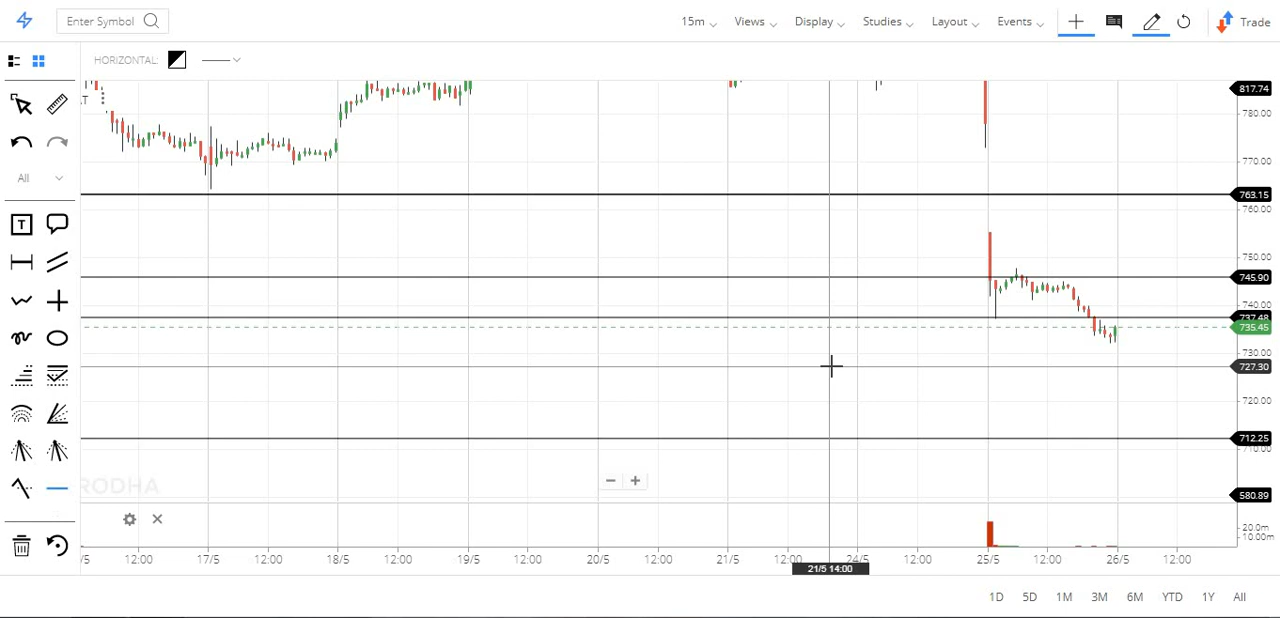 Enter Symbol 15m Views Display Studies Layout Events Trade
HORIZONTAL:
817.74
780.00
770.00
763.15
760.00
750.00
745.90
740.00
737.48
735.45
730.00
727.30
720.00
712.25
710.00
580.89
All
T
RODHA
20.0m
10.00m
/5 12:00 17/5 12:00 18/5 12:00 19/5 12:00 20/5 12:00 21/5 12:00 24/5 12:00 25/5 12:00 26/5 12:00
21/5 14:00
1D 5D 1M 3M 6M YTD 1Y All